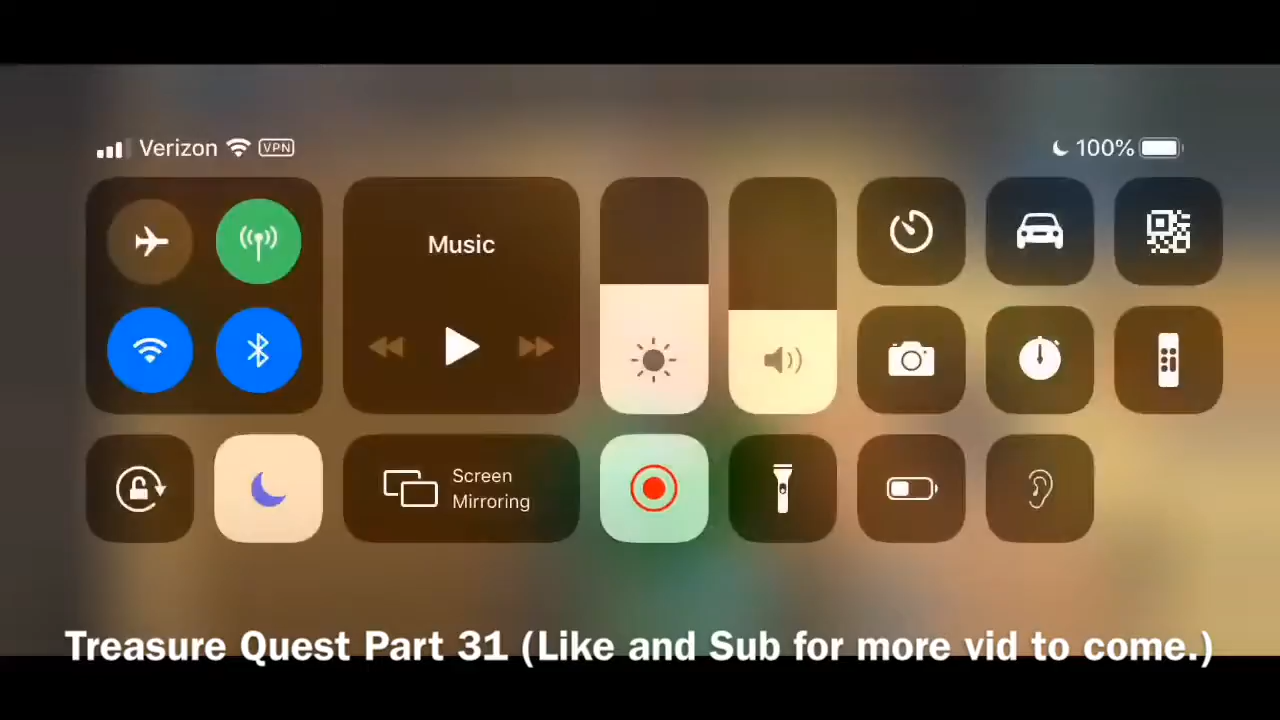 Verizon VPN
100%
Music
Screen
Mirroring
Treasure Quest Part 31 (Like and Sub for more vid to come.)